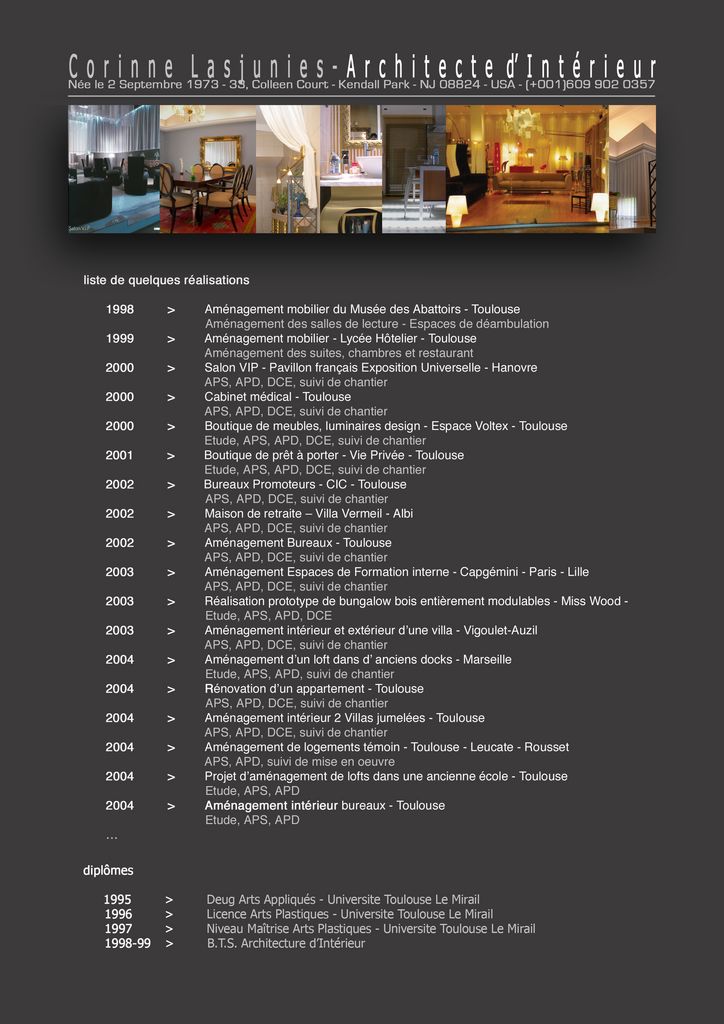 Corinne Lasjunies-Architecte d'Intérieur
Née le 2 Septembre 1973 - 33, Colleen Court - Kendall Park - NJ 08824 - USA - (+001)609 902 0357
Salon V.I.P
liste de quelques réalisations
1998 > Aménagement mobilier du Musée des Abattoirs - Toulouse
Aménagement des salles de lecture - Espaces de déambulation
1999 > Aménagement mobilier - Lycée Hôtelier - Toulouse
Aménagement des suites, chambres et restaurant
2000 > Salon VIP - Pavillon français Exposition Universelle - Hanovre
APS, APD, DCE, suivi de chantier
2000 > Cabinet médical - Toulouse
APS, APD, DCE, suivi de chantier
2000 > Boutique de meubles, luminaires design - Espace Voltex - Toulouse
Etude, APS, APD, DCE, suivi de chantier
2001 > Boutique de prêt à porter - Vie Privée - Toulouse
Etude, APS, APD, DCE, suivi de chantier
2002 > Bureaux Promoteurs - CIC - Toulouse
APS, APD, DCE, suivi de chantier
2002 > Maison de retraite – Villa Vermeil - Albi
APS, APD, DCE, suivi de chantier
2002 > Aménagement Bureaux - Toulouse
APS, APD, DCE, suivi de chantier
2003 > Aménagement Espaces de Formation interne - Capgémini - Paris - Lille
APS, APD, DCE, suivi de chantier
2003 > Réalisation prototype de bungalow bois entièrement modulables - Miss Wood -
Etude, APS, APD, DCE
2003 > Aménagement intérieur et extérieur d'une villa - Vigoulet-Auzil
APS, APD, DCE, suivi de chantier
2004 > Aménagement d'un loft dans d' anciens docks - Marseille
Etude, APS, APD, suivi de chantier
2004 > Rénovation d'un appartement - Toulouse
APS, APD, DCE, suivi de chantier
2004 > Aménagement intérieur 2 Villas jumelées - Toulouse
APS, APD, DCE, suivi de chantier
2004 > Aménagement de logements témoin - Toulouse - Leucate - Rousset
APS, APD, suivi de mise en oeuvre
2004 > Projet d'aménagement de lofts dans une ancienne école - Toulouse
Etude, APS, APD
2004 > Aménagement intérieur bureaux - Toulouse
Etude, APS, APD
…
diplômes
1995 > Deug Arts Appliqués - Universite Toulouse Le Mirail
1996 > Licence Arts Plastiques - Universite Toulouse Le Mirail
1997 > Niveau Maîtrise Arts Plastiques - Universite Toulouse Le Mirail
1998-99 > B.T.S. Architecture d'Intérieur